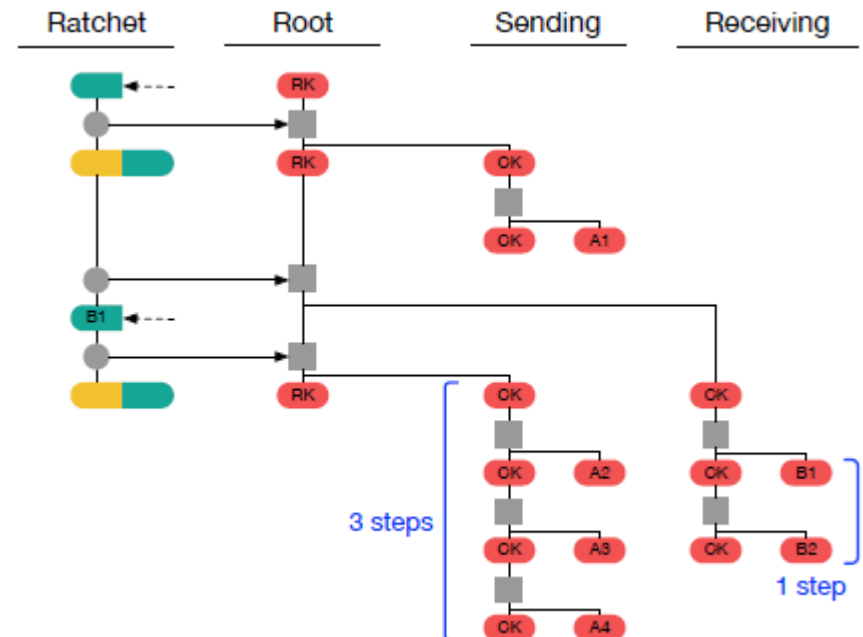 Ratchet Root Sending Receiving
RK
RK CK
CK A1
B1
RK CK CK
CK A2 CK B1
3 steps
CK A3 CK B2
1 step
CK A4